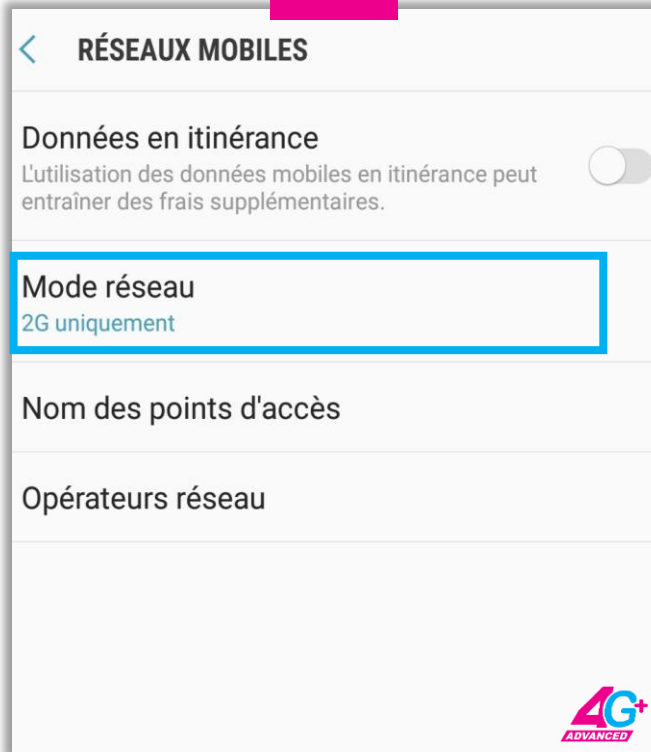 RÉSEAUX MOBILES
Données en itinérance
L'utilisation des données mobiles en itinérance peut
entraîner des frais supplémentaires.
Mode réseau
2G uniquement
Nom des points d'accès
Opérateurs réseau
4G+
ADVANCED